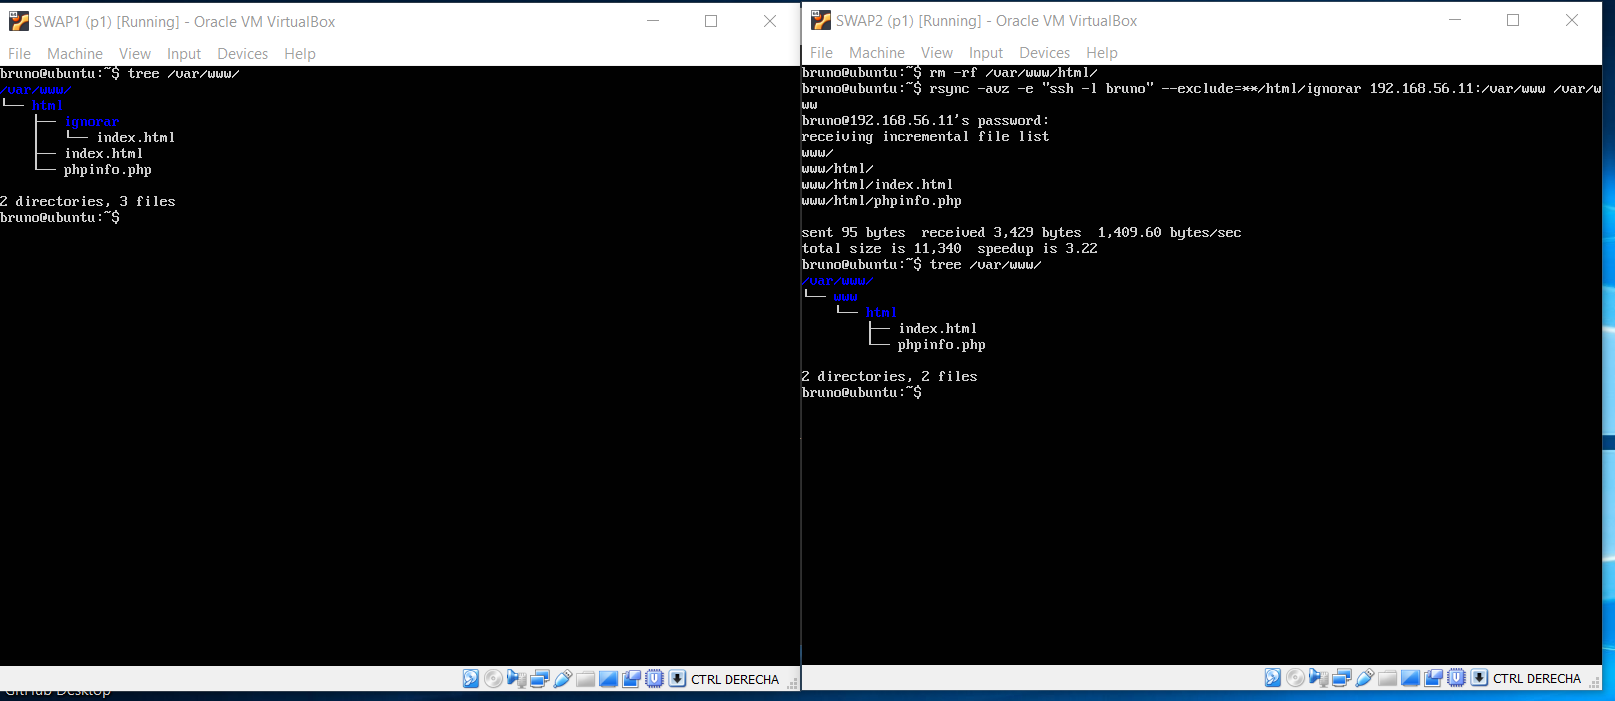 SWAP1 (p1) [Running] - Oracle VM VirtualBox
File Machine View Input Devices Help
bruno@ubuntu:~$ tree /var/www/
/var/www/
└── html
    ├── ignorar
    │   └── index.html
    ├── index.html
    └── phpinfo.php
2 directories, 3 files
bruno@ubuntu:~$
CTRL DERECHA
GitHub Desktop
SWAP2 (p1) [Running] - Oracle VM VirtualBox
File Machine View Input Devices Help
bruno@ubuntu:~$ rm -rf /var/www/html/
bruno@ubuntu:~$ rsync -avz -e "ssh -l bruno" --exclude=**/html/ignorar 192.168.56.11:/var/www /var/w
ww
bruno@192.168.56.11's password:
receiving incremental file list
www/
www/html/
www/html/index.html
www/html/phpinfo.php
sent 95 bytes  received 3,429 bytes  1,409.60 bytes/sec
total size is 11,340  speedup is 3.22
bruno@ubuntu:~$ tree /var/www/
/var/www/
└── www
    └── html
        ├── index.html
        └── phpinfo.php
2 directories, 2 files
bruno@ubuntu:~$
CTRL DERECHA